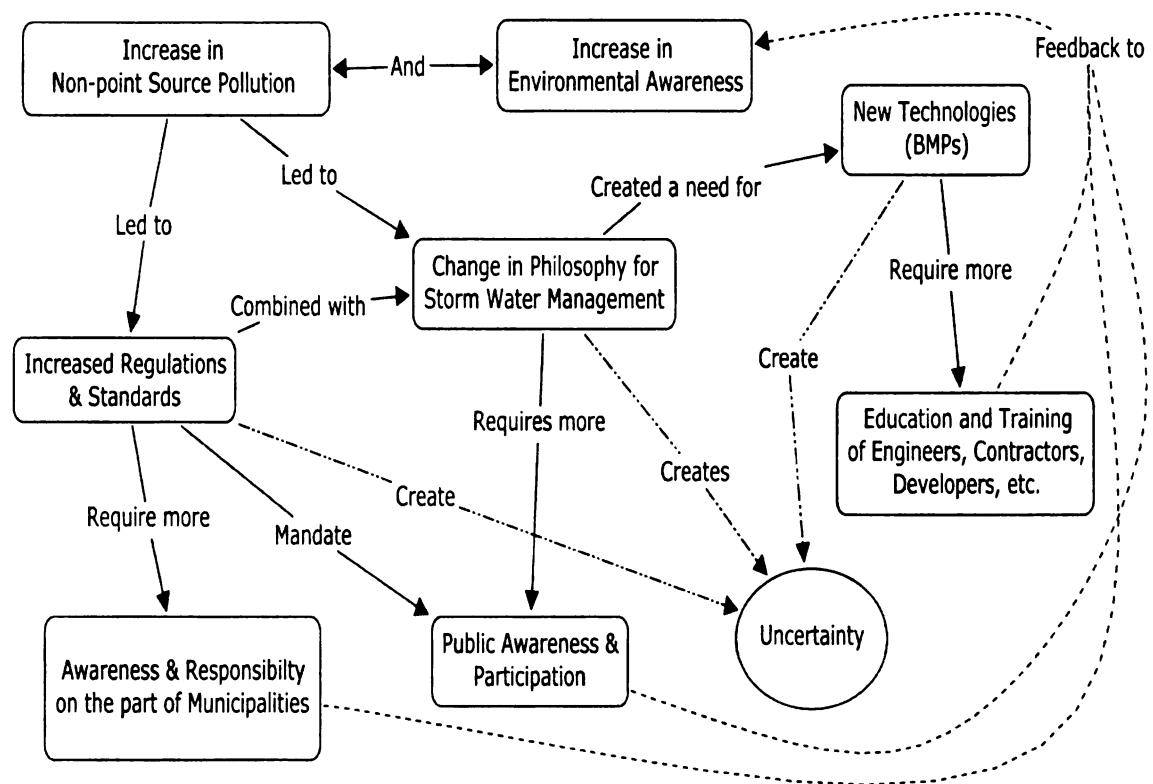 Increase in
Non-point Source Pollution
And
Increase in
Environmental Awareness
Feedback to
New Technologies
(BMPs)
Led to
Created a need for
Led to
Change in Philosophy for
Storm Water Management
Require more
Combined with
Create
Increased Regulations
& Standards
Requires more
Education and Training
of Engineers, Contractors,
Developers, etc.
Creates
Create
Require more
Mandate
Awareness & Responsibilty
on the part of Municipalities
Public Awareness &
Participation
Uncertainty